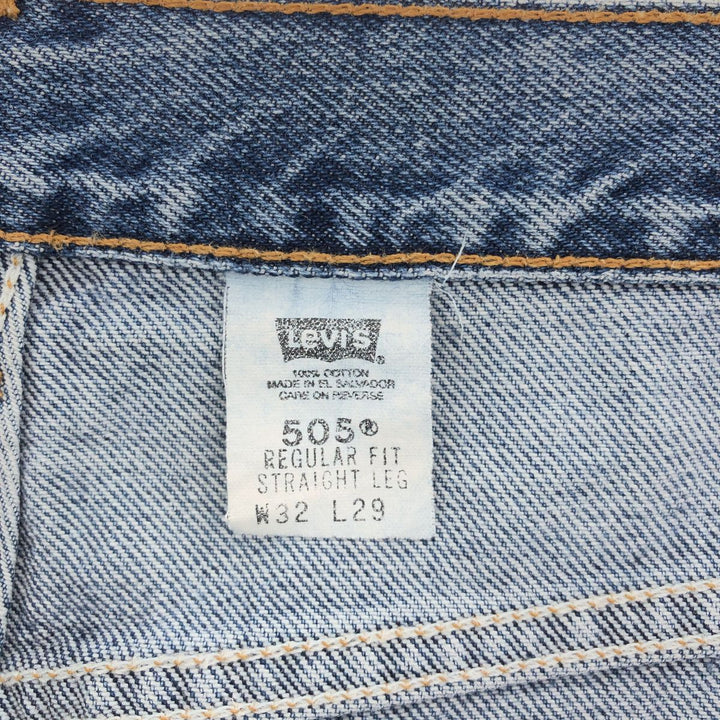 LEVI'S®
100% COTTON
MADE IN EL SALVADOR
CARE ON REVERSE
505®
REGULAR FIT
STRAIGHT LEG
W32 L29